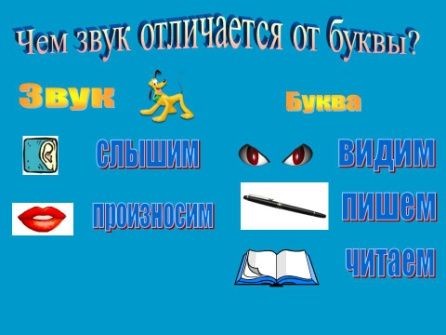 Чем звук отличается от буквы?
Звук
Буква
слышим
видим
произносим
пишем
читаем